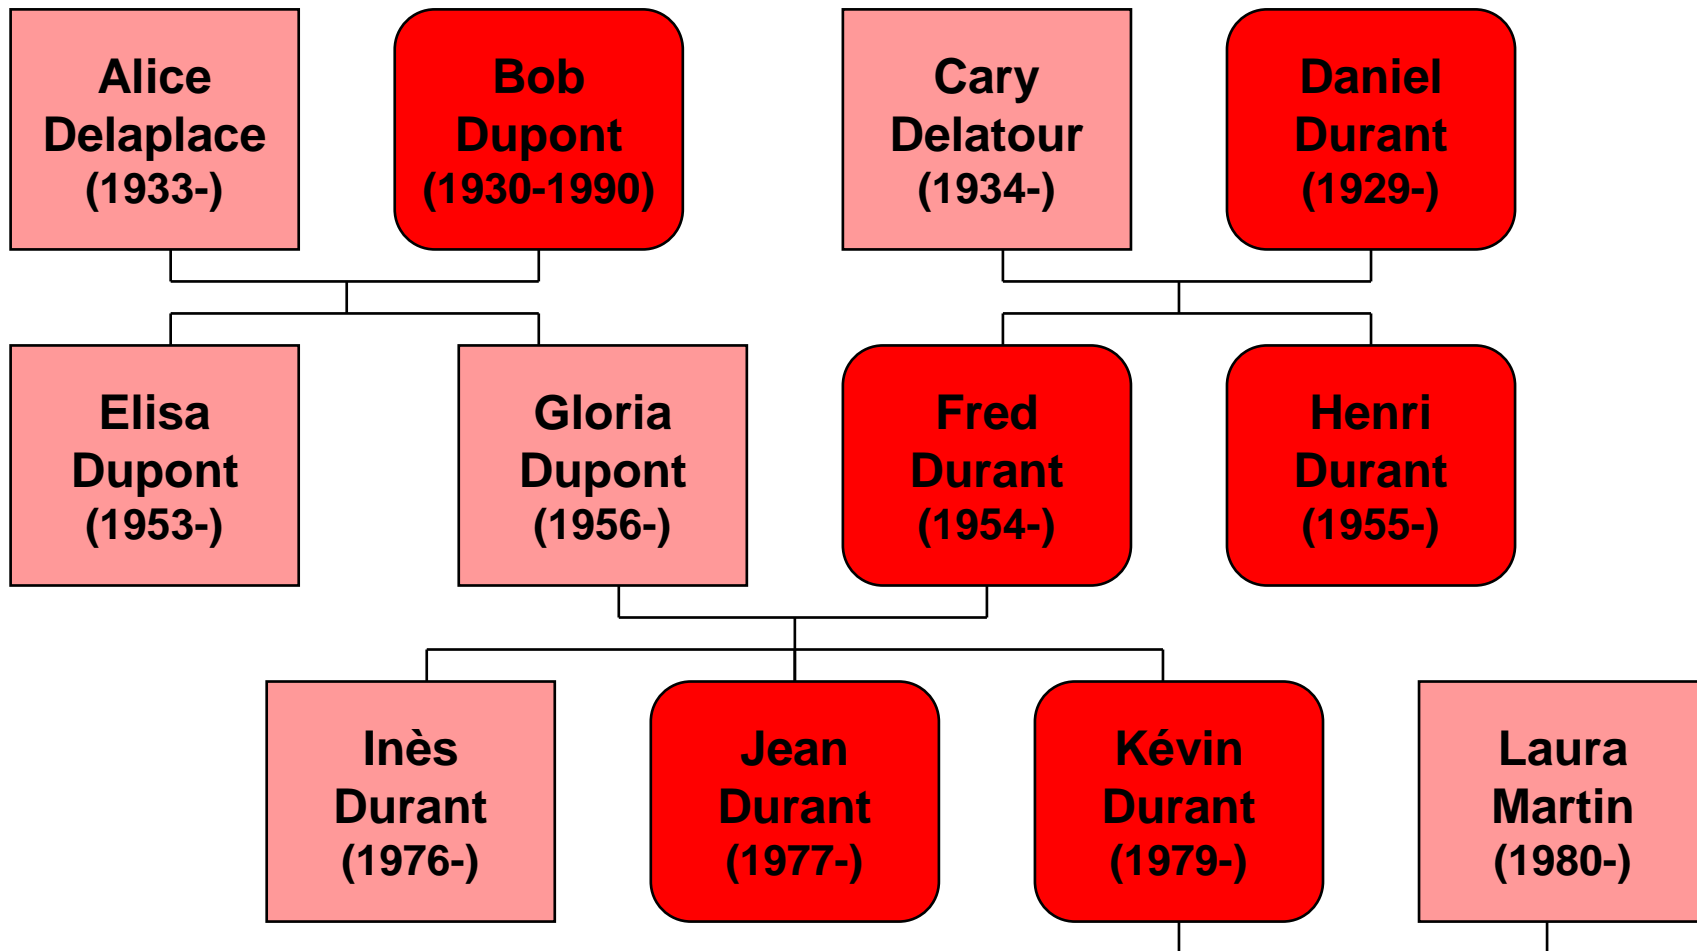 Alice
Delaplace
(1933-)
Bob
Dupont
(1930-1990)
Cary
Delatour
(1934-)
Daniel
Durant
(1929-)
Elisa
Dupont
(1953-)
Gloria
Dupont
(1956-)
Fred
Durant
(1954-)
Henri
Durant
(1955-)
Inès
Durant
(1976-)
Jean
Durant
(1977-)
Kévin
Durant
(1979-)
Laura
Martin
(1980-)